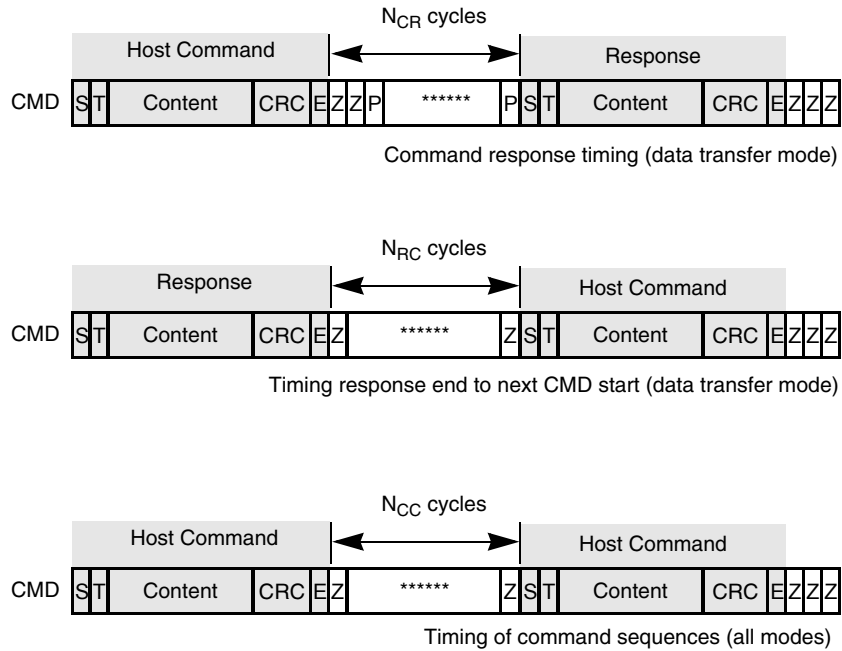 N_CR cycles
Host Command
Response
CMD S T Content CRC E Z Z P ****** P S T Content CRC E Z Z Z
Command response timing (data transfer mode)
N_RC cycles
Response
Host Command
CMD S T Content CRC E Z ****** Z S T Content CRC E Z Z Z
Timing response end to next CMD start (data transfer mode)
N_CC cycles
Host Command
Host Command
CMD S T Content CRC E Z ****** Z S T Content CRC E Z Z Z
Timing of command sequences (all modes)